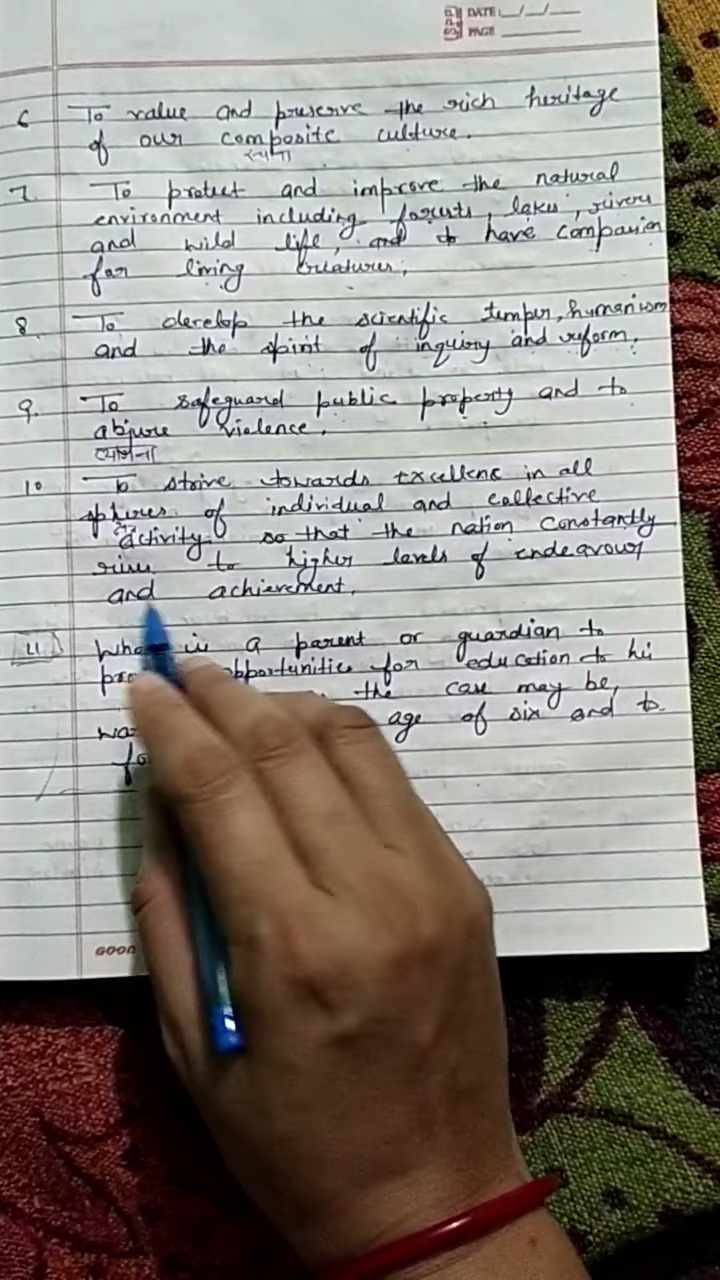 DATE: __/__/____
PAGE
6 To value and preserve the rich heritage
of our composite culture.
7. To protect and improve the natural
environment including forests, lakes, rivers
and wild life, and to have compassion
for living creatures,
8. To develop the scientific temper, humanism
and the spirit of inquiry and reform.
9. To safeguard public property and to
abjure violence.
त्यागना
10 To strive towards excellence in all
spheres of individual and collective
activity so that the nation constantly
rises to higher levels of endeavour
and achievement.
11 Who is a parent or guardian to
opportunities for education to his
the case may be,
age of six and to
GOOD